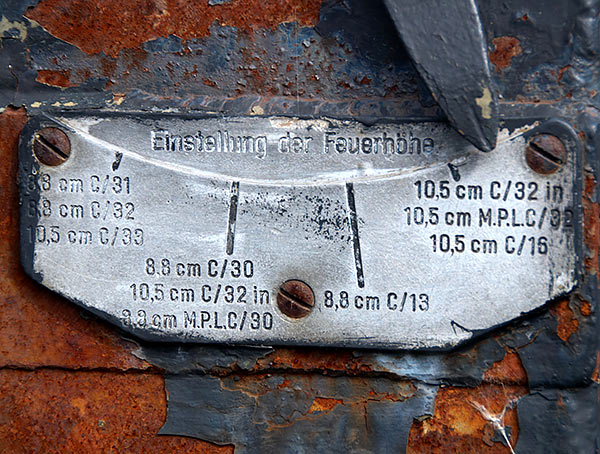 Einstellung der Feuerhöhe
8,8 cm C/31
8,8 cm C/32
10,5 cm C/33
8,8 cm C/30
10,5 cm C/32 in
8,8 cm M.P.L.C/30
8,8 cm C/13
10,5 cm C/32 in
10,5 cm M.P.L.C/32
10,5 cm C/16